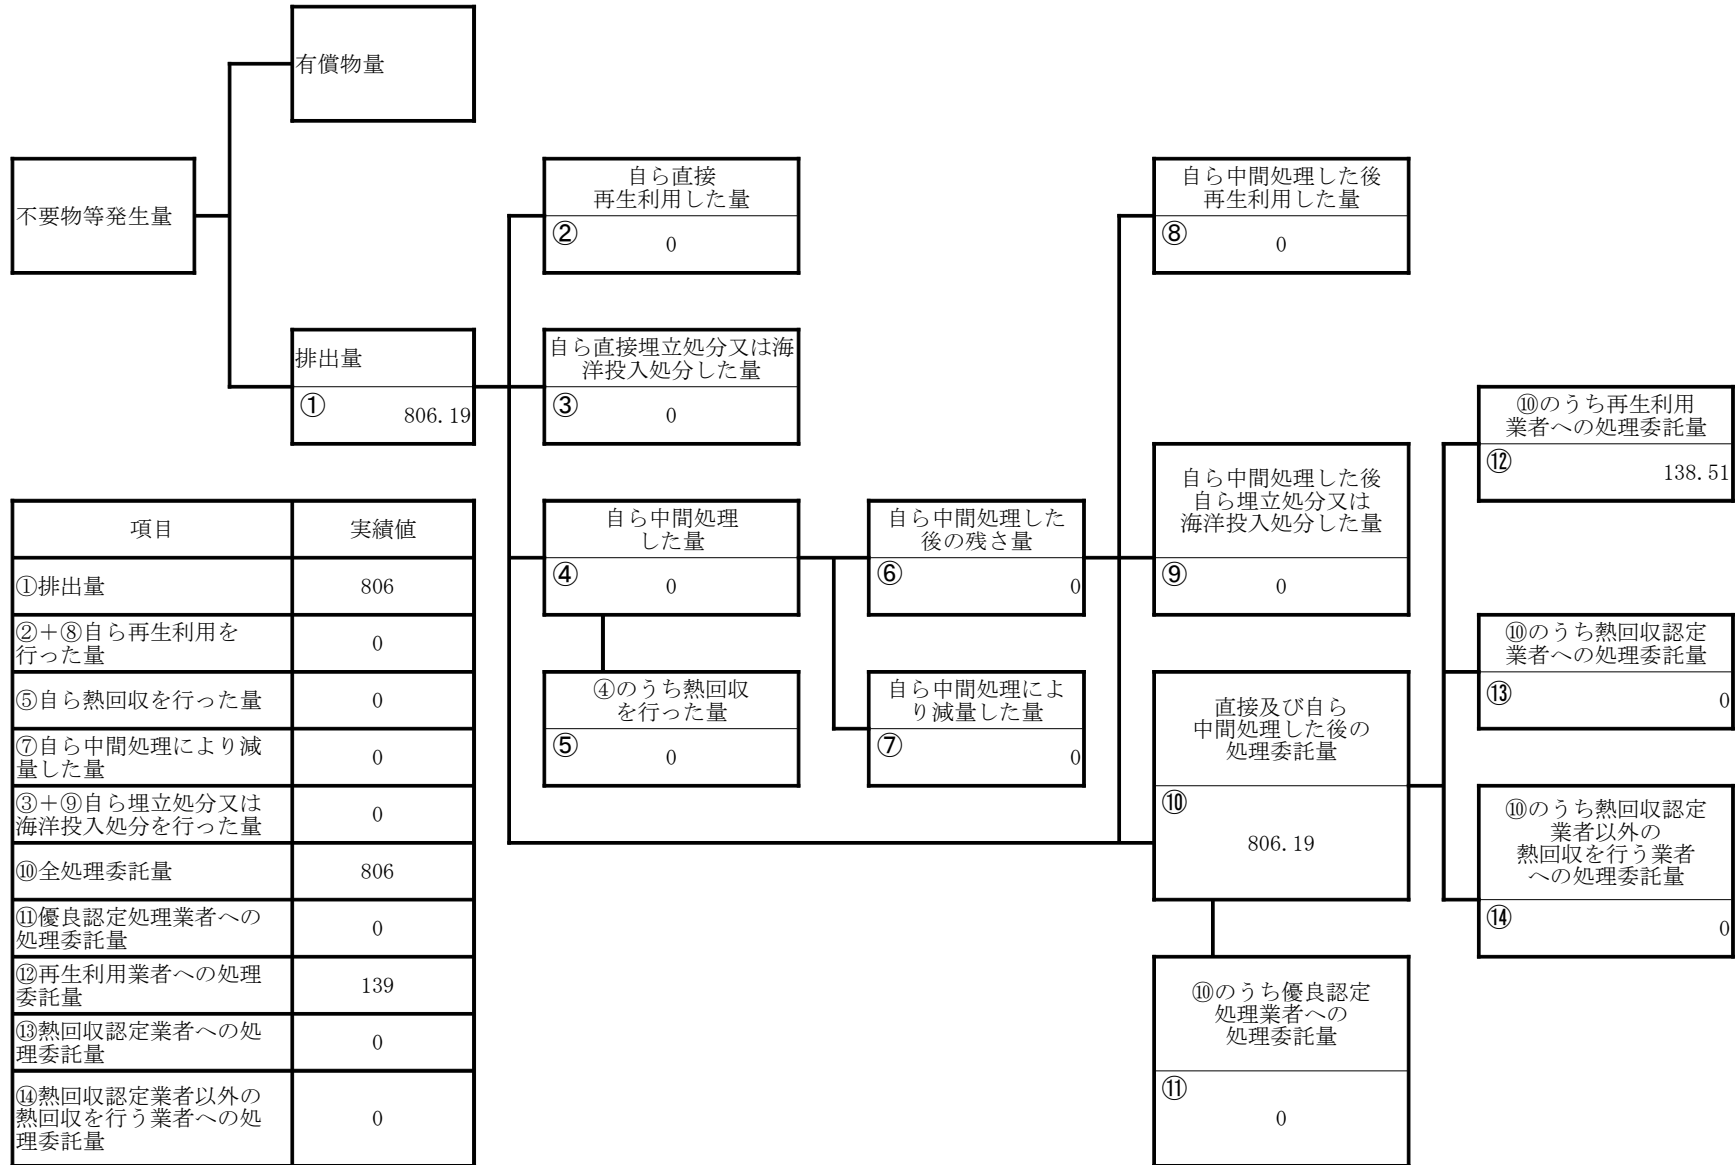 有償物量
不要物等発生量
排出量
①
806.19
自ら直接
再生利用した量
②
0
自ら直接埋立処分又は海
洋投入処分した量
③
0
自ら中間処理
した量
④
0
④のうち熱回収
を行った量
⑤
0
自ら中間処理した
後の残さ量
⑥
0
自ら中間処理によ
り減量した量
⑦
0
自ら中間処理した後
再生利用した量
⑧
0
自ら中間処理した後
自ら埋立処分又は
海洋投入処分した量
⑨
0
直接及び自ら
中間処理した後の
処理委託量
⑩
806.19
⑩のうち優良認定
処理業者への
処理委託量
⑪
0
⑩のうち再生利用
業者への処理委託量
⑫
138.51
⑩のうち熱回収認定
業者への処理委託量
⑬
0
⑩のうち熱回収認定
業者以外の
熱回収を行う業者
への処理委託量
⑭
0
項目 実績値
①排出量 806
②＋⑧自ら再生利用を
行った量 0
⑤自ら熱回収を行った量 0
⑦自ら中間処理により減
量した量 0
③＋⑨自ら埋立処分又は
海洋投入処分を行った量 0
⑩全処理委託量 806
⑪優良認定処理業者への
処理委託量 0
⑫再生利用業者への処理
委託量 139
⑬熱回収認定業者への処
理委託量 0
⑭熱回収認定業者以外の
熱回収を行う業者への処
理委託量 0